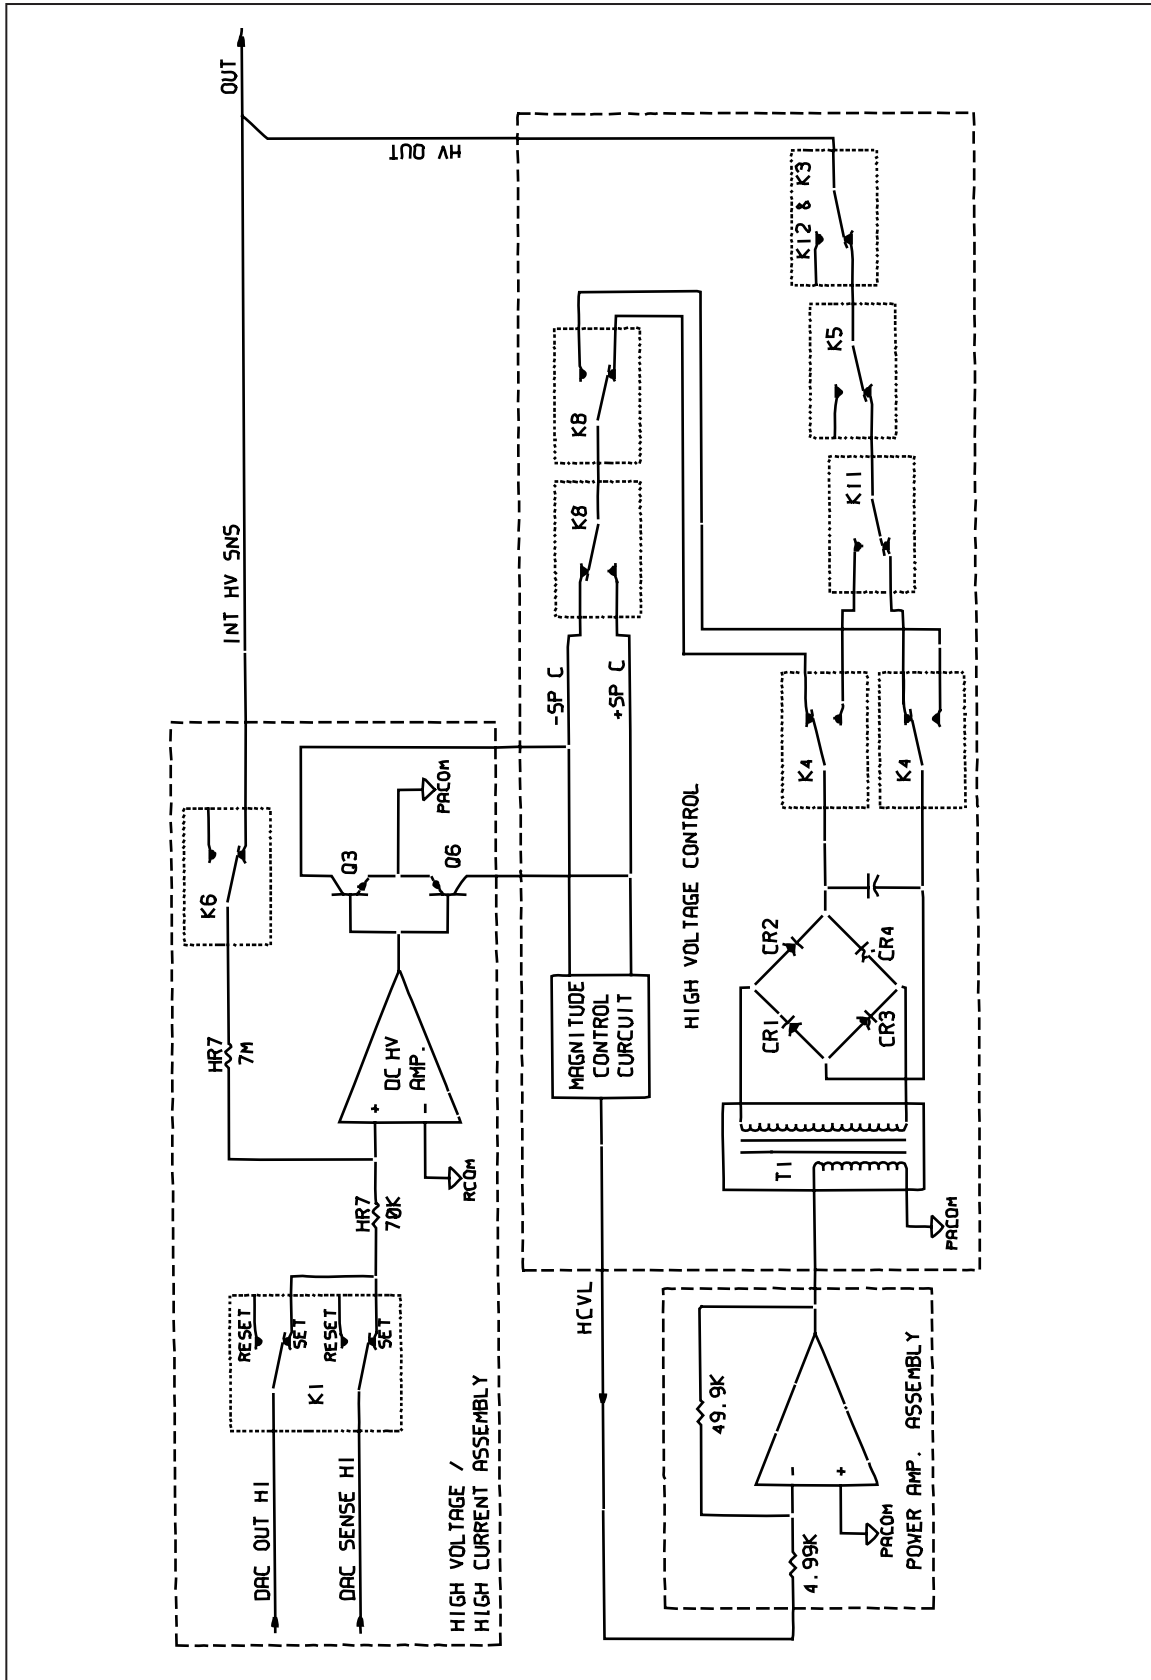 DAC OUT HI
DAC SENSE HI
K1
RESET
SET
RESET
SET
HR7
70K
HR7
7M
K6
INT HV SNS
OUT
HV OUT
RCOM
+
-
DC HV
AMP.
Q3
Q6
PACOM
HIGH VOLTAGE /
HIGH CURRENT ASSEMBLY
-SP C
+SP C
K8
K8
MAGNITUDE
CONTROL
CURCUIT
HIGH VOLTAGE CONTROL
HCVL
T1
PACOM
CR1
CR2
CR3
CR4
K4
K4
K11
K5
K12 & K3
4.99K
49.9K
-
+
PACOM
POWER AMP. ASSEMBLY